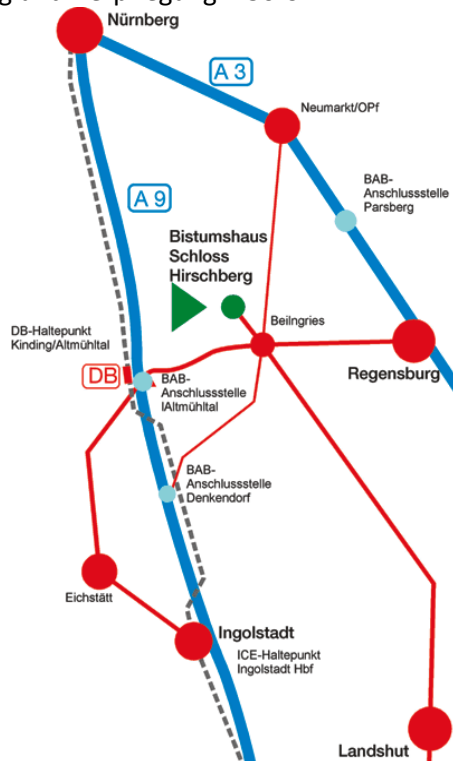 Nürnberg
A 3
Neumarkt/OPf
BAB-
Anschlussstelle
Parsberg
A 9
Bistumshaus
Schloss
Hirschberg
DB-Haltepunkt
Kinding/Altmühltal
Beilngries
Regensburg
DB
BAB-
Anschlussstelle
lAltmühltal
BAB-
Anschlussstelle
Denkendorf
Eichstätt
Ingolstadt
ICE-Haltepunkt
Ingolstadt Hbf
Landshut